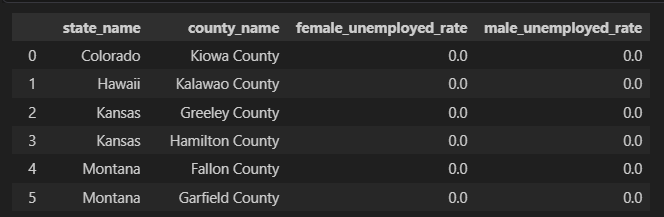 state_name county_name female_unemployed_rate male_unemployed_rate
0 Colorado Kiowa County 0.0 0.0
1 Hawaii Kalawao County 0.0 0.0
2 Kansas Greeley County 0.0 0.0
3 Kansas Hamilton County 0.0 0.0
4 Montana Fallon County 0.0 0.0
5 Montana Garfield County 0.0 0.0